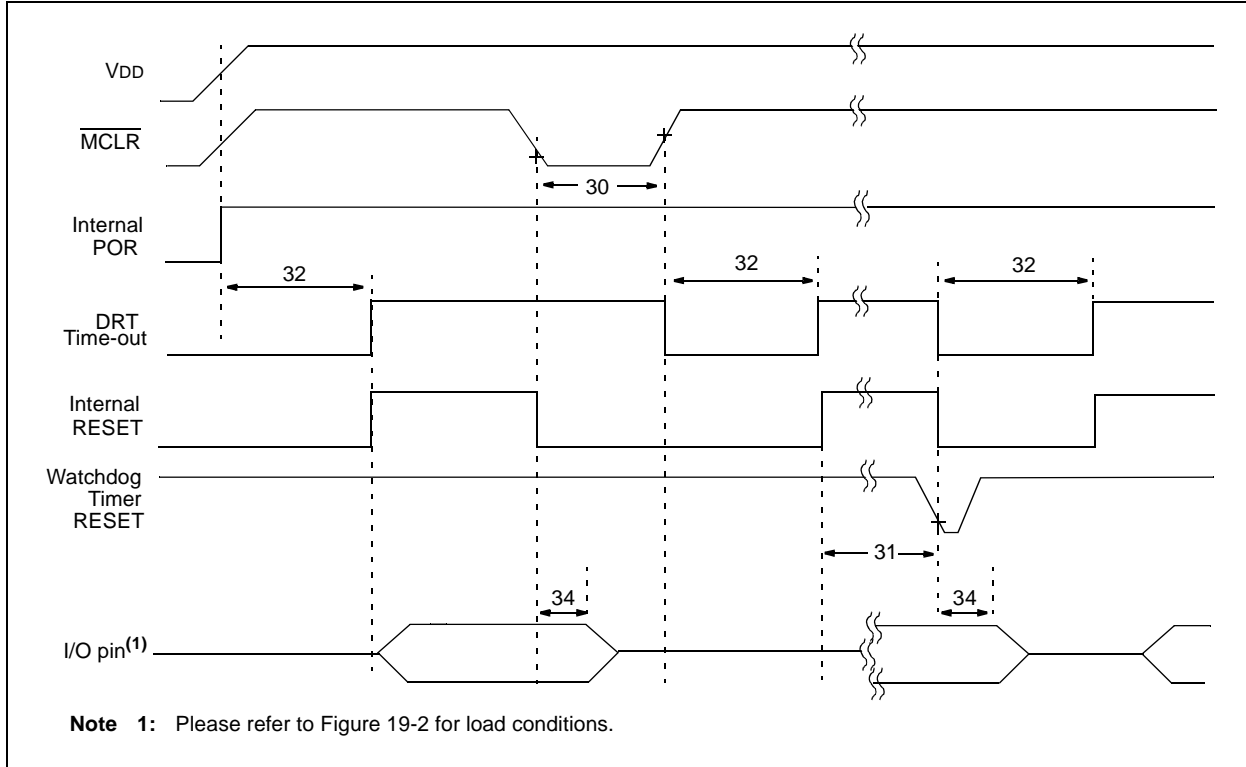 VDD
MCLR
30
Internal
POR
32
32
32
DRT
Time-out
Internal
RESET
Watchdog
Timer
RESET
31
34
34
I/O pin(1)
Note 1: Please refer to Figure 19-2 for load conditions.